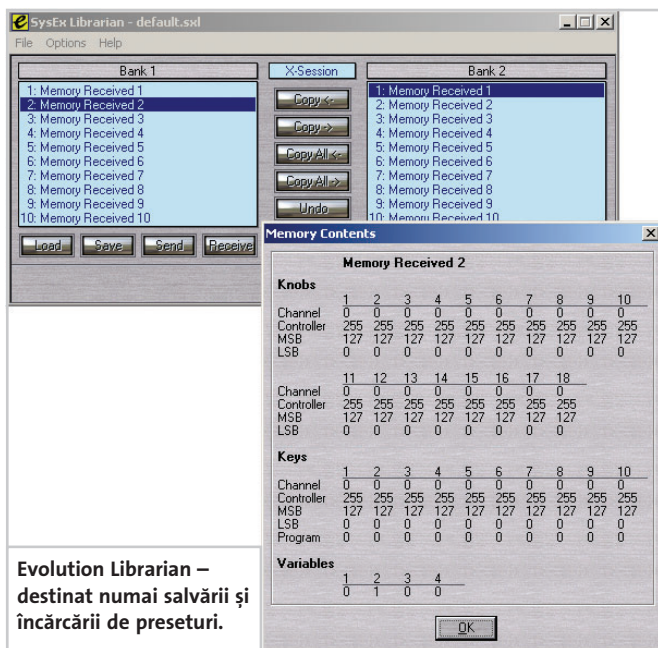 SysEx Librarian - default.sxl
File Options Help
Bank 1
1: Memory Received 1
2: Memory Received 2
3: Memory Received 3
4: Memory Received 4
5: Memory Received 5
6: Memory Received 6
7: Memory Received 7
8: Memory Received 8
9: Memory Received 9
10: Memory Received 10
Load Save Send Receive
X-Session
Copy <-
Copy ->
Copy All <-
Copy All ->
Undo
Bank 2
1: Memory Received 1
2: Memory Received 2
3: Memory Received 3
4: Memory Received 4
5: Memory Received 5
6: Memory Received 6
7: Memory Received 7
8: Memory Received 8
9: Memory Received 9
10: Memory Received 10
Memory Contents
Memory Received 2
Knobs
1 2 3 4 5 6 7 8 9 10
Channel 0 0 0 0 0 0 0 0 0 0
Controller 255 255 255 255 255 255 255 255 255 255
MSB 127 127 127 127 127 127 127 127 127 127
LSB 0 0 0 0 0 0 0 0 0 0
11 12 13 14 15 16 17 18
Channel 0 0 0 0 0 0 0 0
Controller 255 255 255 255 255 255 255 255
MSB 127 127 127 127 127 127 127 127
LSB 0 0 0 0 0 0 0 0
Keys
1 2 3 4 5 6 7 8 9 10
Channel 0 0 0 0 0 0 0 0 0 0
Controller 255 255 255 255 255 255 255 255 255 255
MSB 127 127 127 127 127 127 127 127 127 127
LSB 0 0 0 0 0 0 0 0 0 0
Program 0 0 0 0 0 0 0 0 0 0
Variables
1 2 3 4
0 1 0 0
OK
Evolution Librarian –
destinat numai salvării și
încărcării de preseturi.